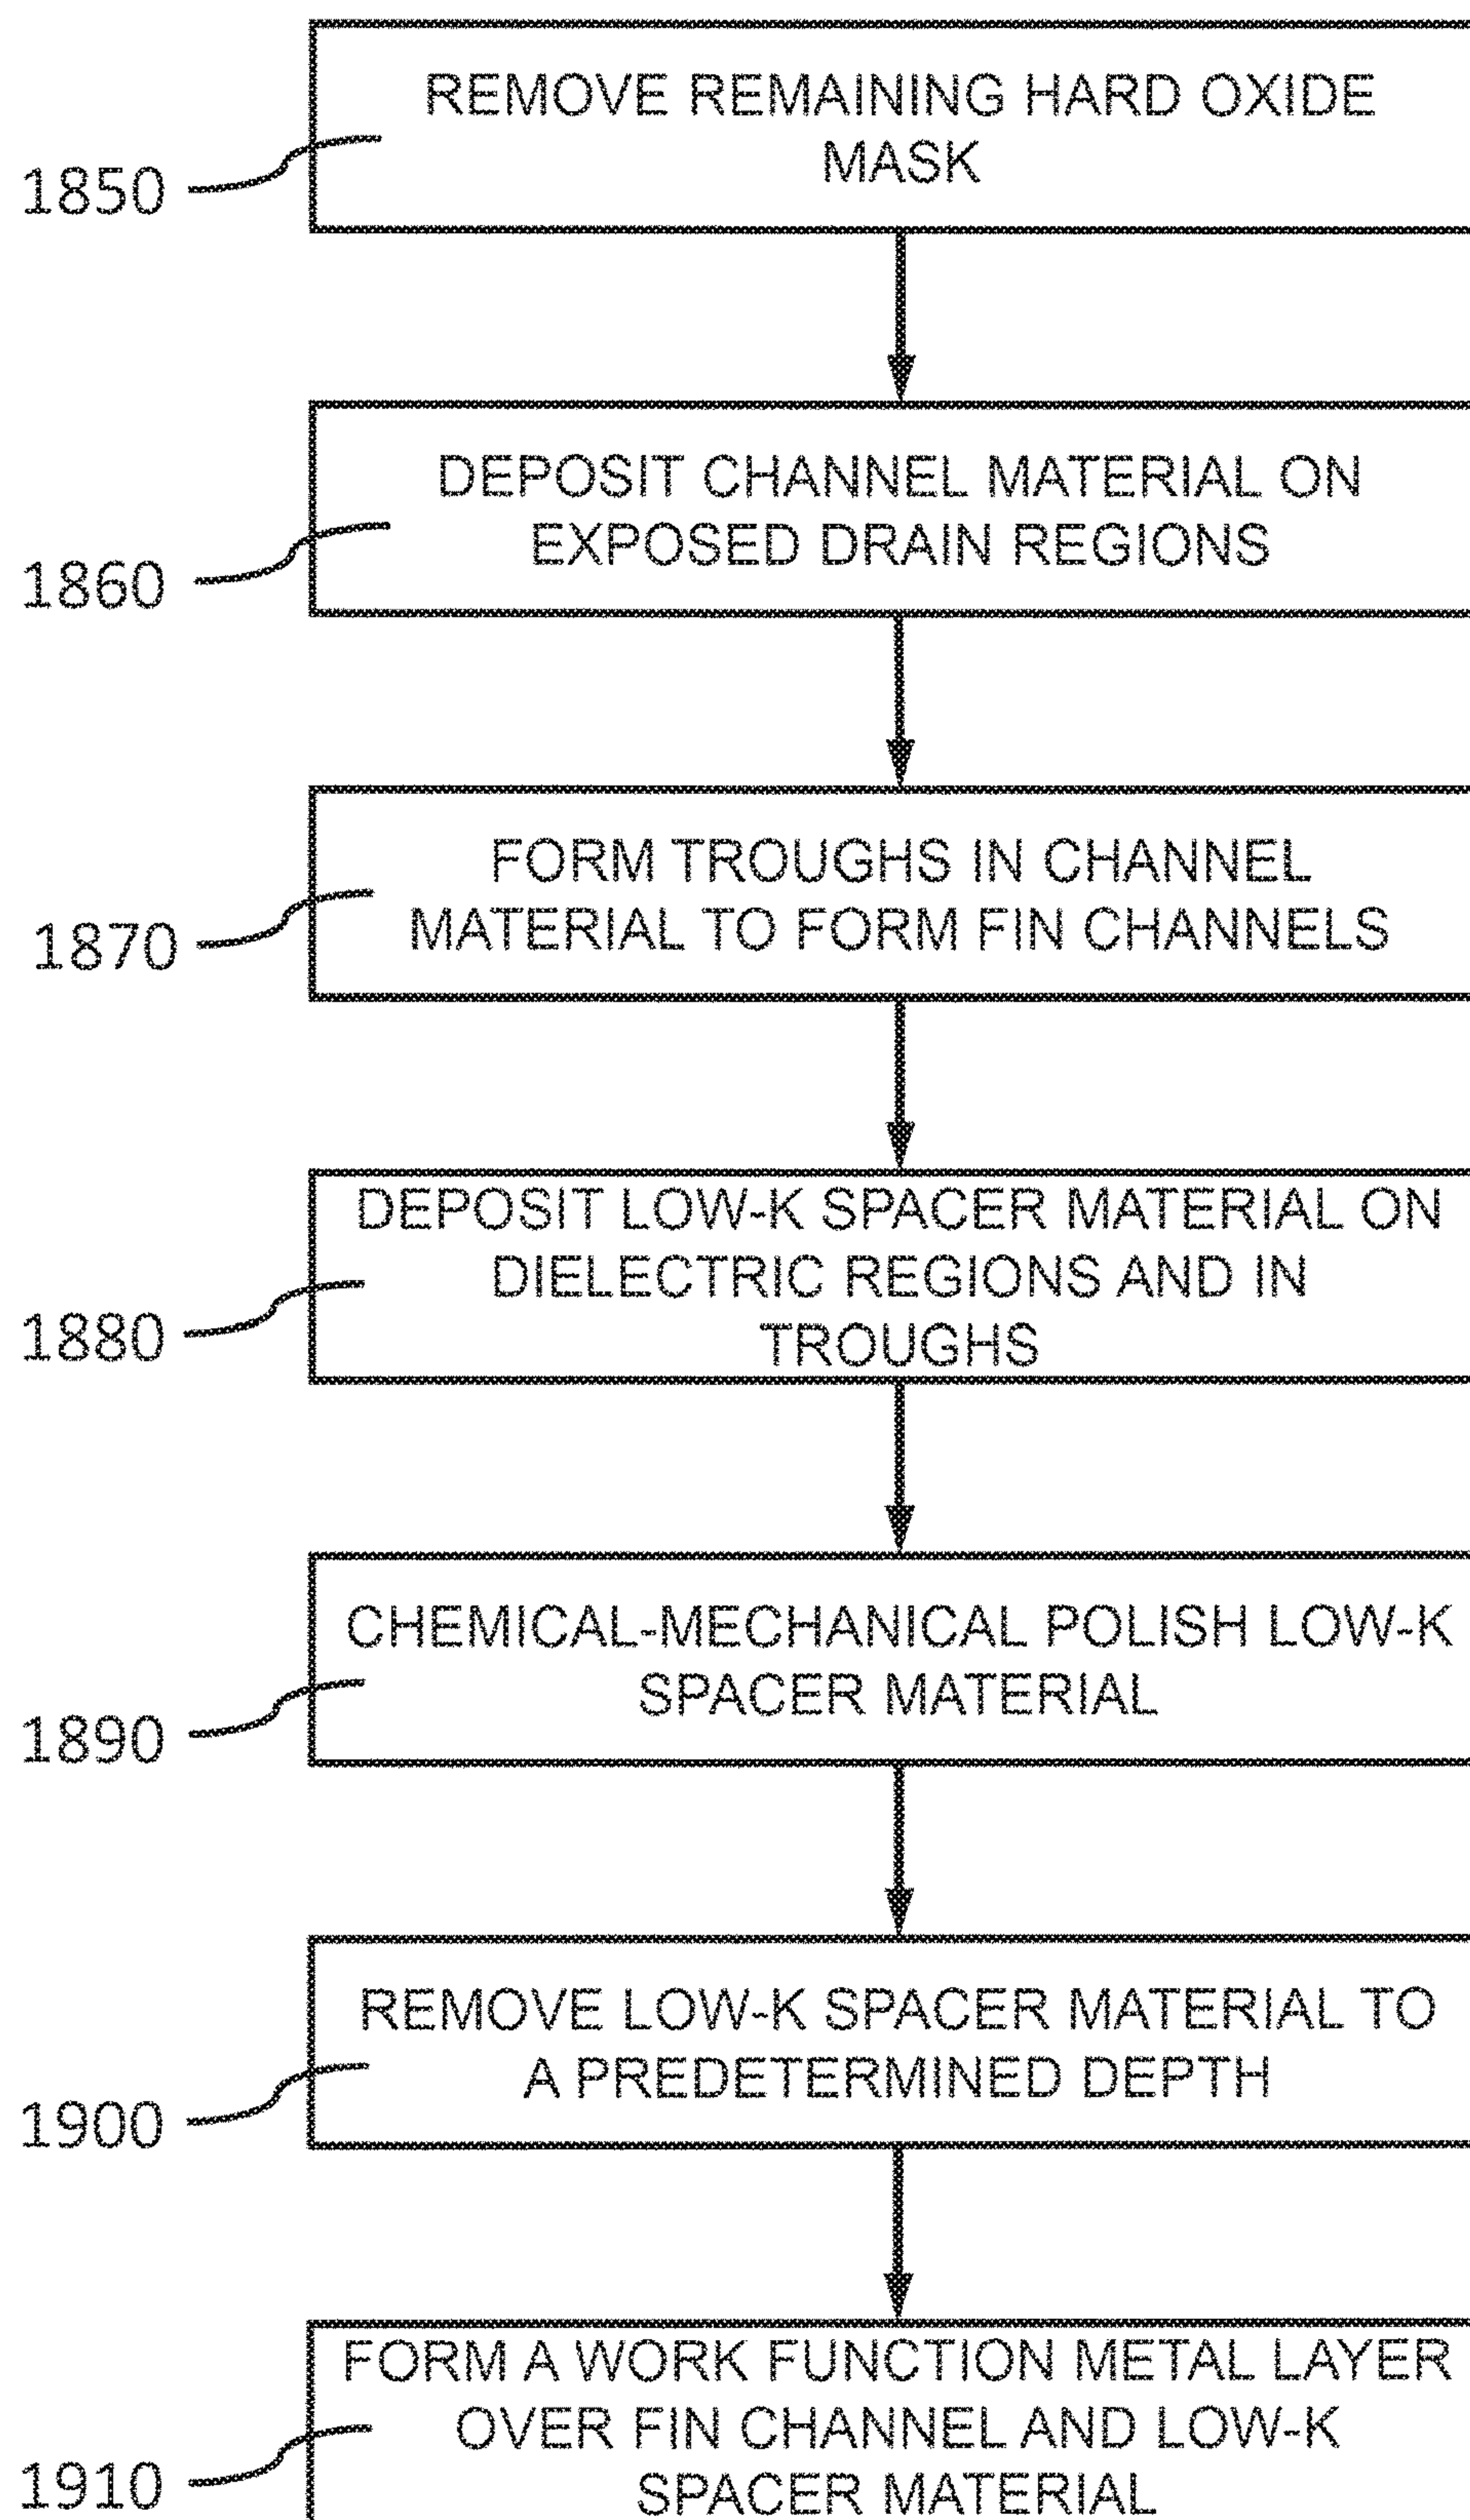 REMOVE REMAINING HARD OXIDE
MASK
1850
DEPOSIT CHANNEL MATERIAL ON
EXPOSED DRAIN REGIONS
1860
FORM TROUGHS IN CHANNEL
MATERIAL TO FORM FIN CHANNELS
1870
DEPOSIT LOW-K SPACER MATERIAL ON
DIELECTRIC REGIONS AND IN
TROUGHS
1880
CHEMICAL-MECHANICAL POLISH LOW-K
SPACER MATERIAL
1890
REMOVE LOW-K SPACER MATERIAL TO
A PREDETERMINED DEPTH
1900
FORM A WORK FUNCTION METAL LAYER
OVER FIN CHANNEL AND LOW-K
SPACER MATERIAL
1910